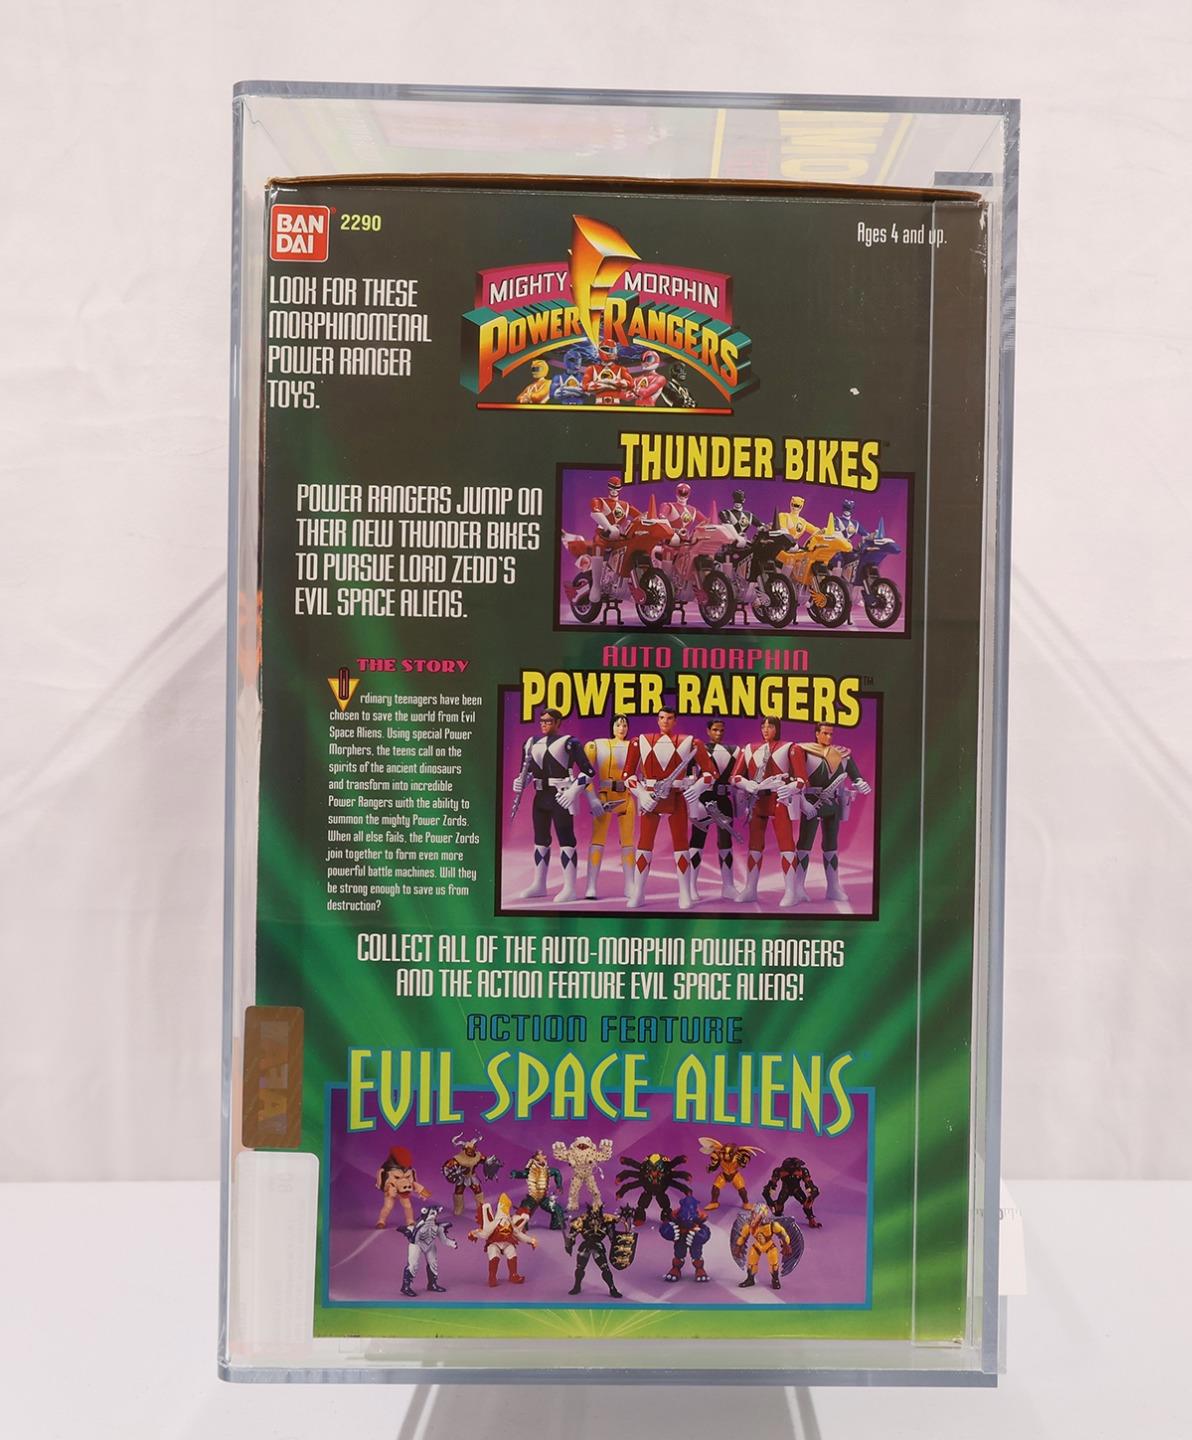 BAN
DAI
2290
Ages 4 and up.
LOOK FOR THESE
MORPHINOMENAL
POWER RANGER
TOYS.
MIGHTY MORPHIN
POWER RANGERS
THUNDER BIKES
POWER RANGERS JUMP ON
THEIR NEW THUNDER BIKES
TO PURSUE LORD ZEDD'S
EVIL SPACE ALIENS.
AUTO MORPHIN
POWER RANGERS™
THE STORY
Ordinary teenagers have been
chosen to save the world from Evil
Space Aliens. Using special Power
Morphers, the teens call on the
spirits of the ancient dinosaurs
and transform into incredible
Power Rangers with the ability to
summon the mighty Power Zords.
When all else fails, the Power Zords
join together to form even more
powerful battle machines. Will they
be strong enough to save us from
destruction?
COLLECT ALL OF THE AUTO-MORPHIN POWER RANGERS
AND THE ACTION FEATURE EVIL SPACE ALIENS!
ACTION FEATURE
EVIL SPACE ALIENS
AFA